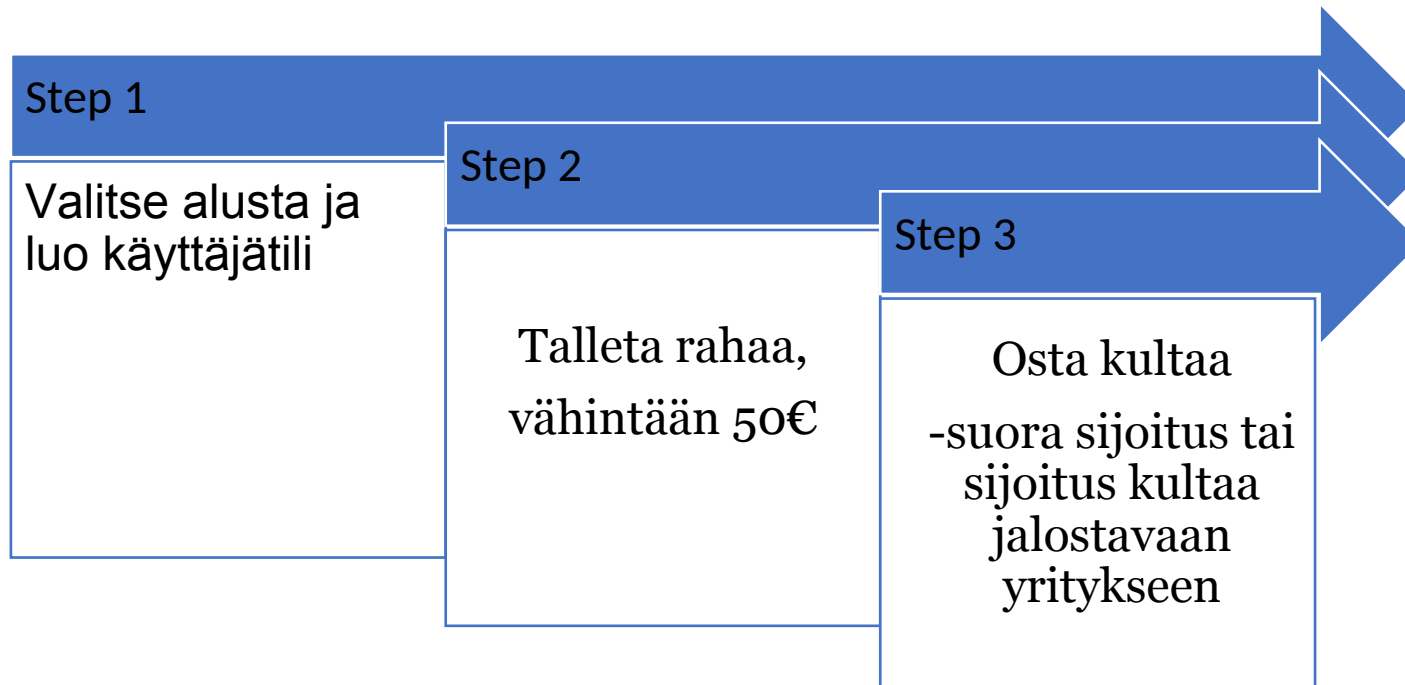 Step 1
Valitse alusta ja
luo käyttäjätili
Step 2
Talleta rahaa,
vähintään 50€
Step 3
Osta kultaa
-suora sijoitus tai
sijoitus kultaa
jalostavaan
yritykseen